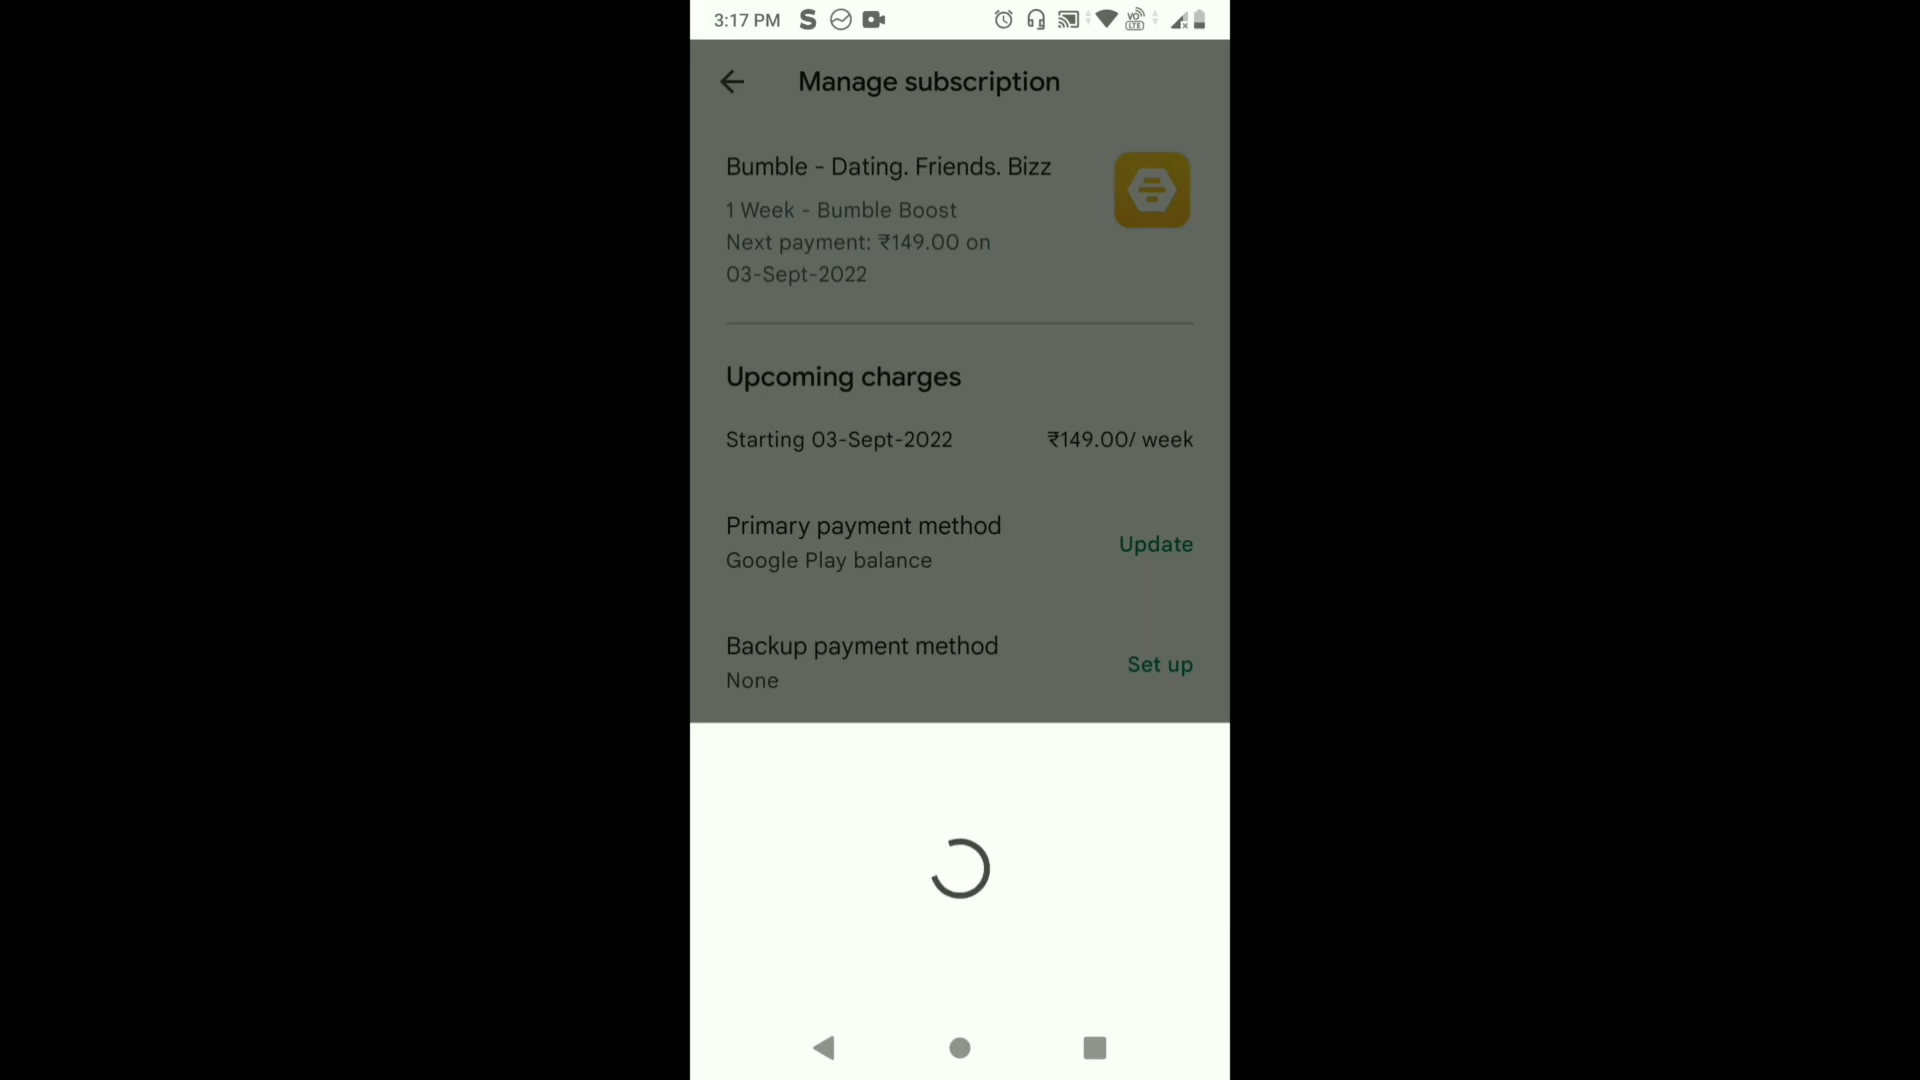 3:17 PM S VO LTE
Manage subscription
Bumble - Dating. Friends. Bizz
1 Week - Bumble Boost
Next payment: ₹149.00 on
03-Sept-2022
Upcoming charges
Starting 03-Sept-2022 ₹149.00/ week
Primary payment method
Google Play balance
Update
Backup payment method
None
Set up